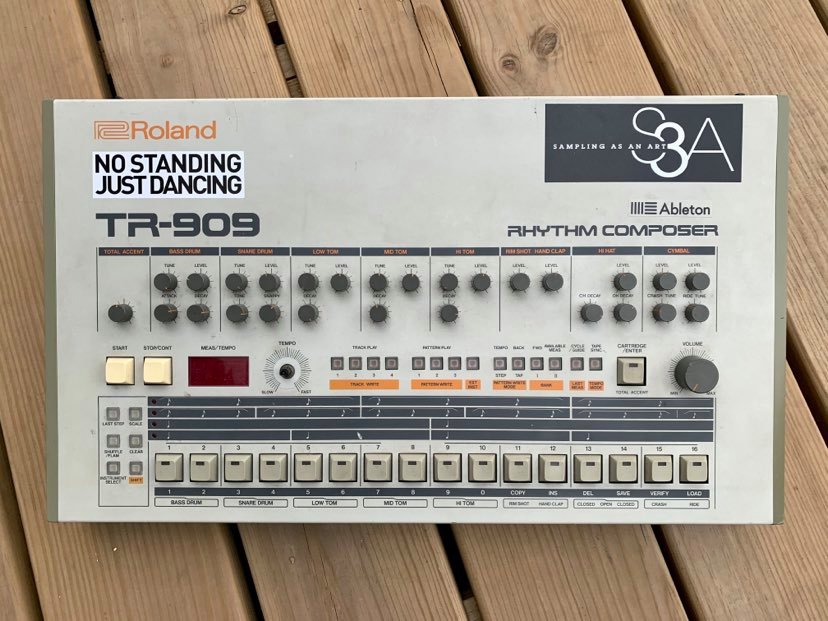 Roland
NO STANDING
JUST DANCING
SAMPLING AS AN ART
S3A
TR-909
Ableton
RHYTHM COMPOSER
TOTAL ACCENT BASS DRUM SNARE DRUM LOW TOM MID TOM HI TOM RIM SHOT HAND CLAP HI HAT CYMBAL
TUNE LEVEL TUNE LEVEL TUNE LEVEL TUNE LEVEL TUNE LEVEL LEVEL LEVEL LEVEL LEVEL LEVEL
ATTACK DECAY TONE SNAPPY DECAY DECAY DECAY CH DECAY OH DECAY CRASH TUNE RIDE TUNE
START STOP/CONT MEAS/TEMPO TEMPO TRACK PLAY PATTERN PLAY TEMPO BACK FWD AVAILABLE MEAS CYCLE/GUIDE TAPE SYNC CARTRIDGE/ENTER VOLUME
1 2 3 4 1 2 3 STEP TAP I II
SLOW FAST TRACK WRITE PATTERN WRITE EXT INST PATTERN WRITE MODE BANK LAST MEAS TEMPO MODE TOTAL ACCENT MIN MAX
LAST STEP SCALE
SHUFFLE/FLAM CLEAR
INSTRUMENT SELECT SHIFT
1 2 3 4 5 6 7 8 9 10 11 12 13 14 15 16
1 2 3 4 5 6 7 8 9 0 COPY INS DEL SAVE VERIFY LOAD
BASS DRUM SNARE DRUM LOW TOM MID TOM HI TOM RIM SHOT HAND CLAP CLOSED OPEN CLOSED CRASH RIDE